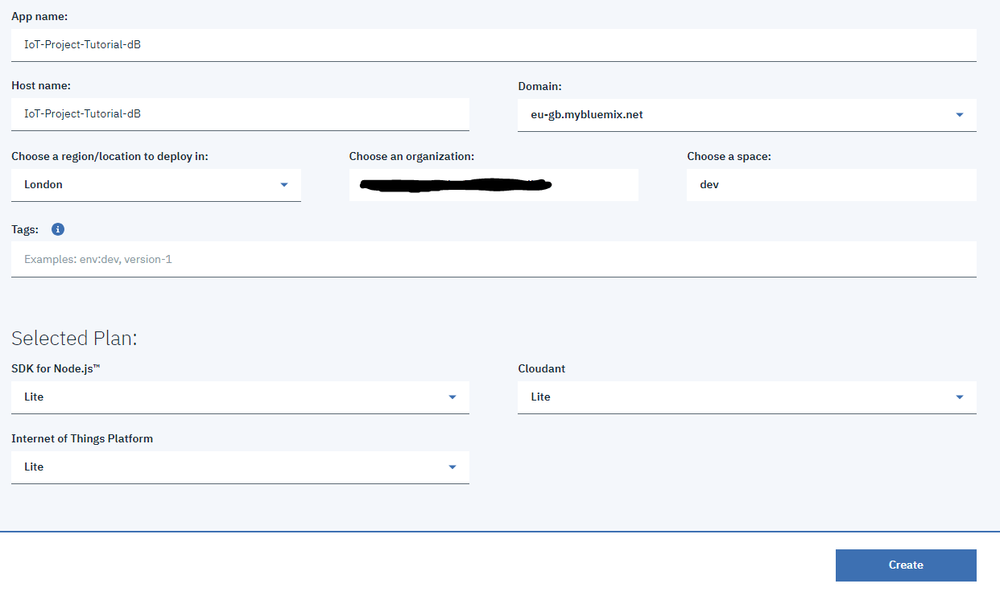 App name:
IoT-Project-Tutorial-dB
Host name:
IoT-Project-Tutorial-dB
Domain:
eu-gb.mybluemix.net
Choose a region/location to deploy in:
London
Choose an organization:
Choose a space:
dev
Tags:
Examples: env:dev, version-1
Selected Plan:
SDK for Node.js™
Lite
Cloudant
Lite
Internet of Things Platform
Lite
Create